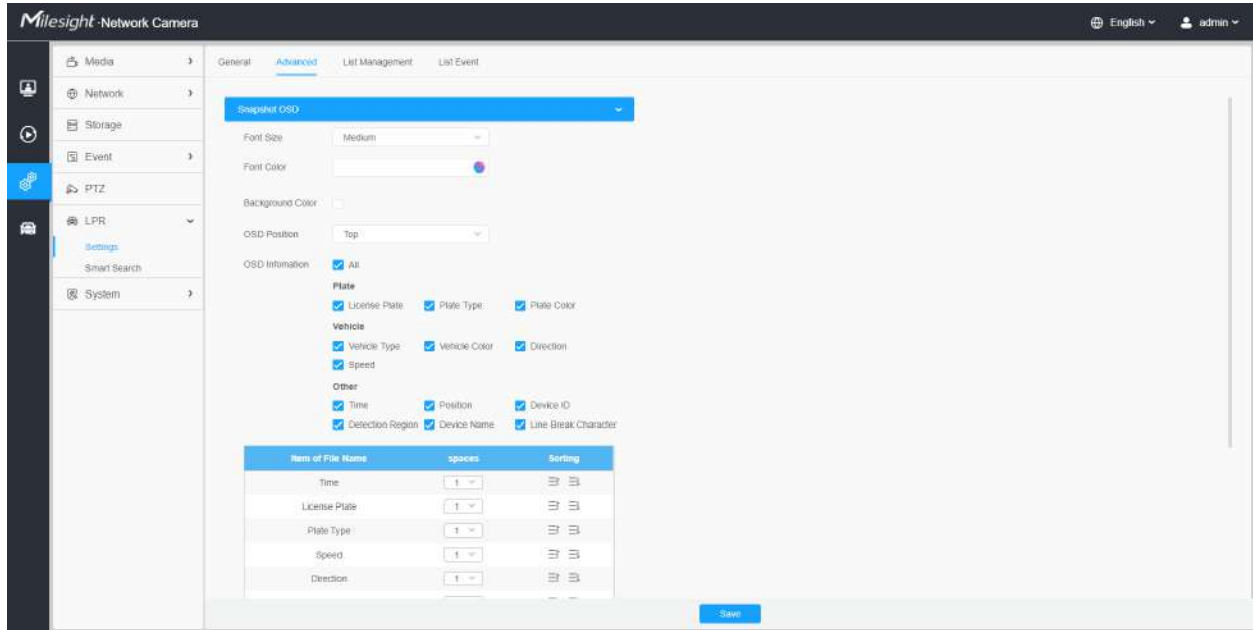 Milesight·Network Camera
English
admin
Media
Network
Storage
Event
PTZ
LPR
Settings
Smart Search
System
General Advanced List Management List Event
Snapshot OSD
Font Size Medium
Font Color
Background Color
OSD Position Top
OSD Infomation All
Plate
License Plate Plate Type Plate Color
Vehicle
Vehicle Type Vehicle Color Direction
Speed
Other
Time Position Device ID
Detection Region Device Name Line Break Character
Item of File Name spaces Sorting
Time 1
License Plate 1
Plate Type 1
Speed 1
Direction 1
Save